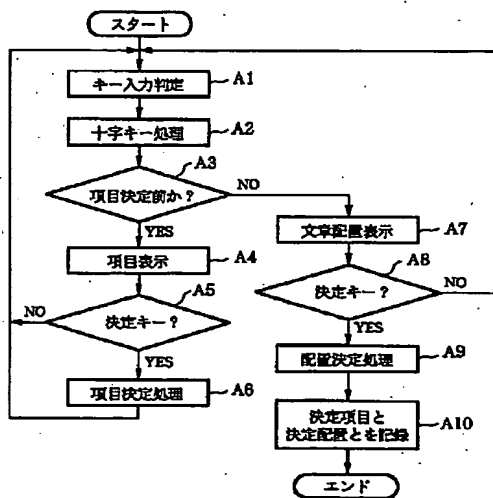 スタート
キー入力判定
A1
十字キー処理
A2
項目決定前か？
A3
NO
YES
項目表示
A4
決定キー？
A5
NO
YES
項目決定処理
A6
文章配置表示
A7
決定キー？
A8
NO
YES
配置決定処理
A9
決定項目と
決定配置とを記録
A10
エンド